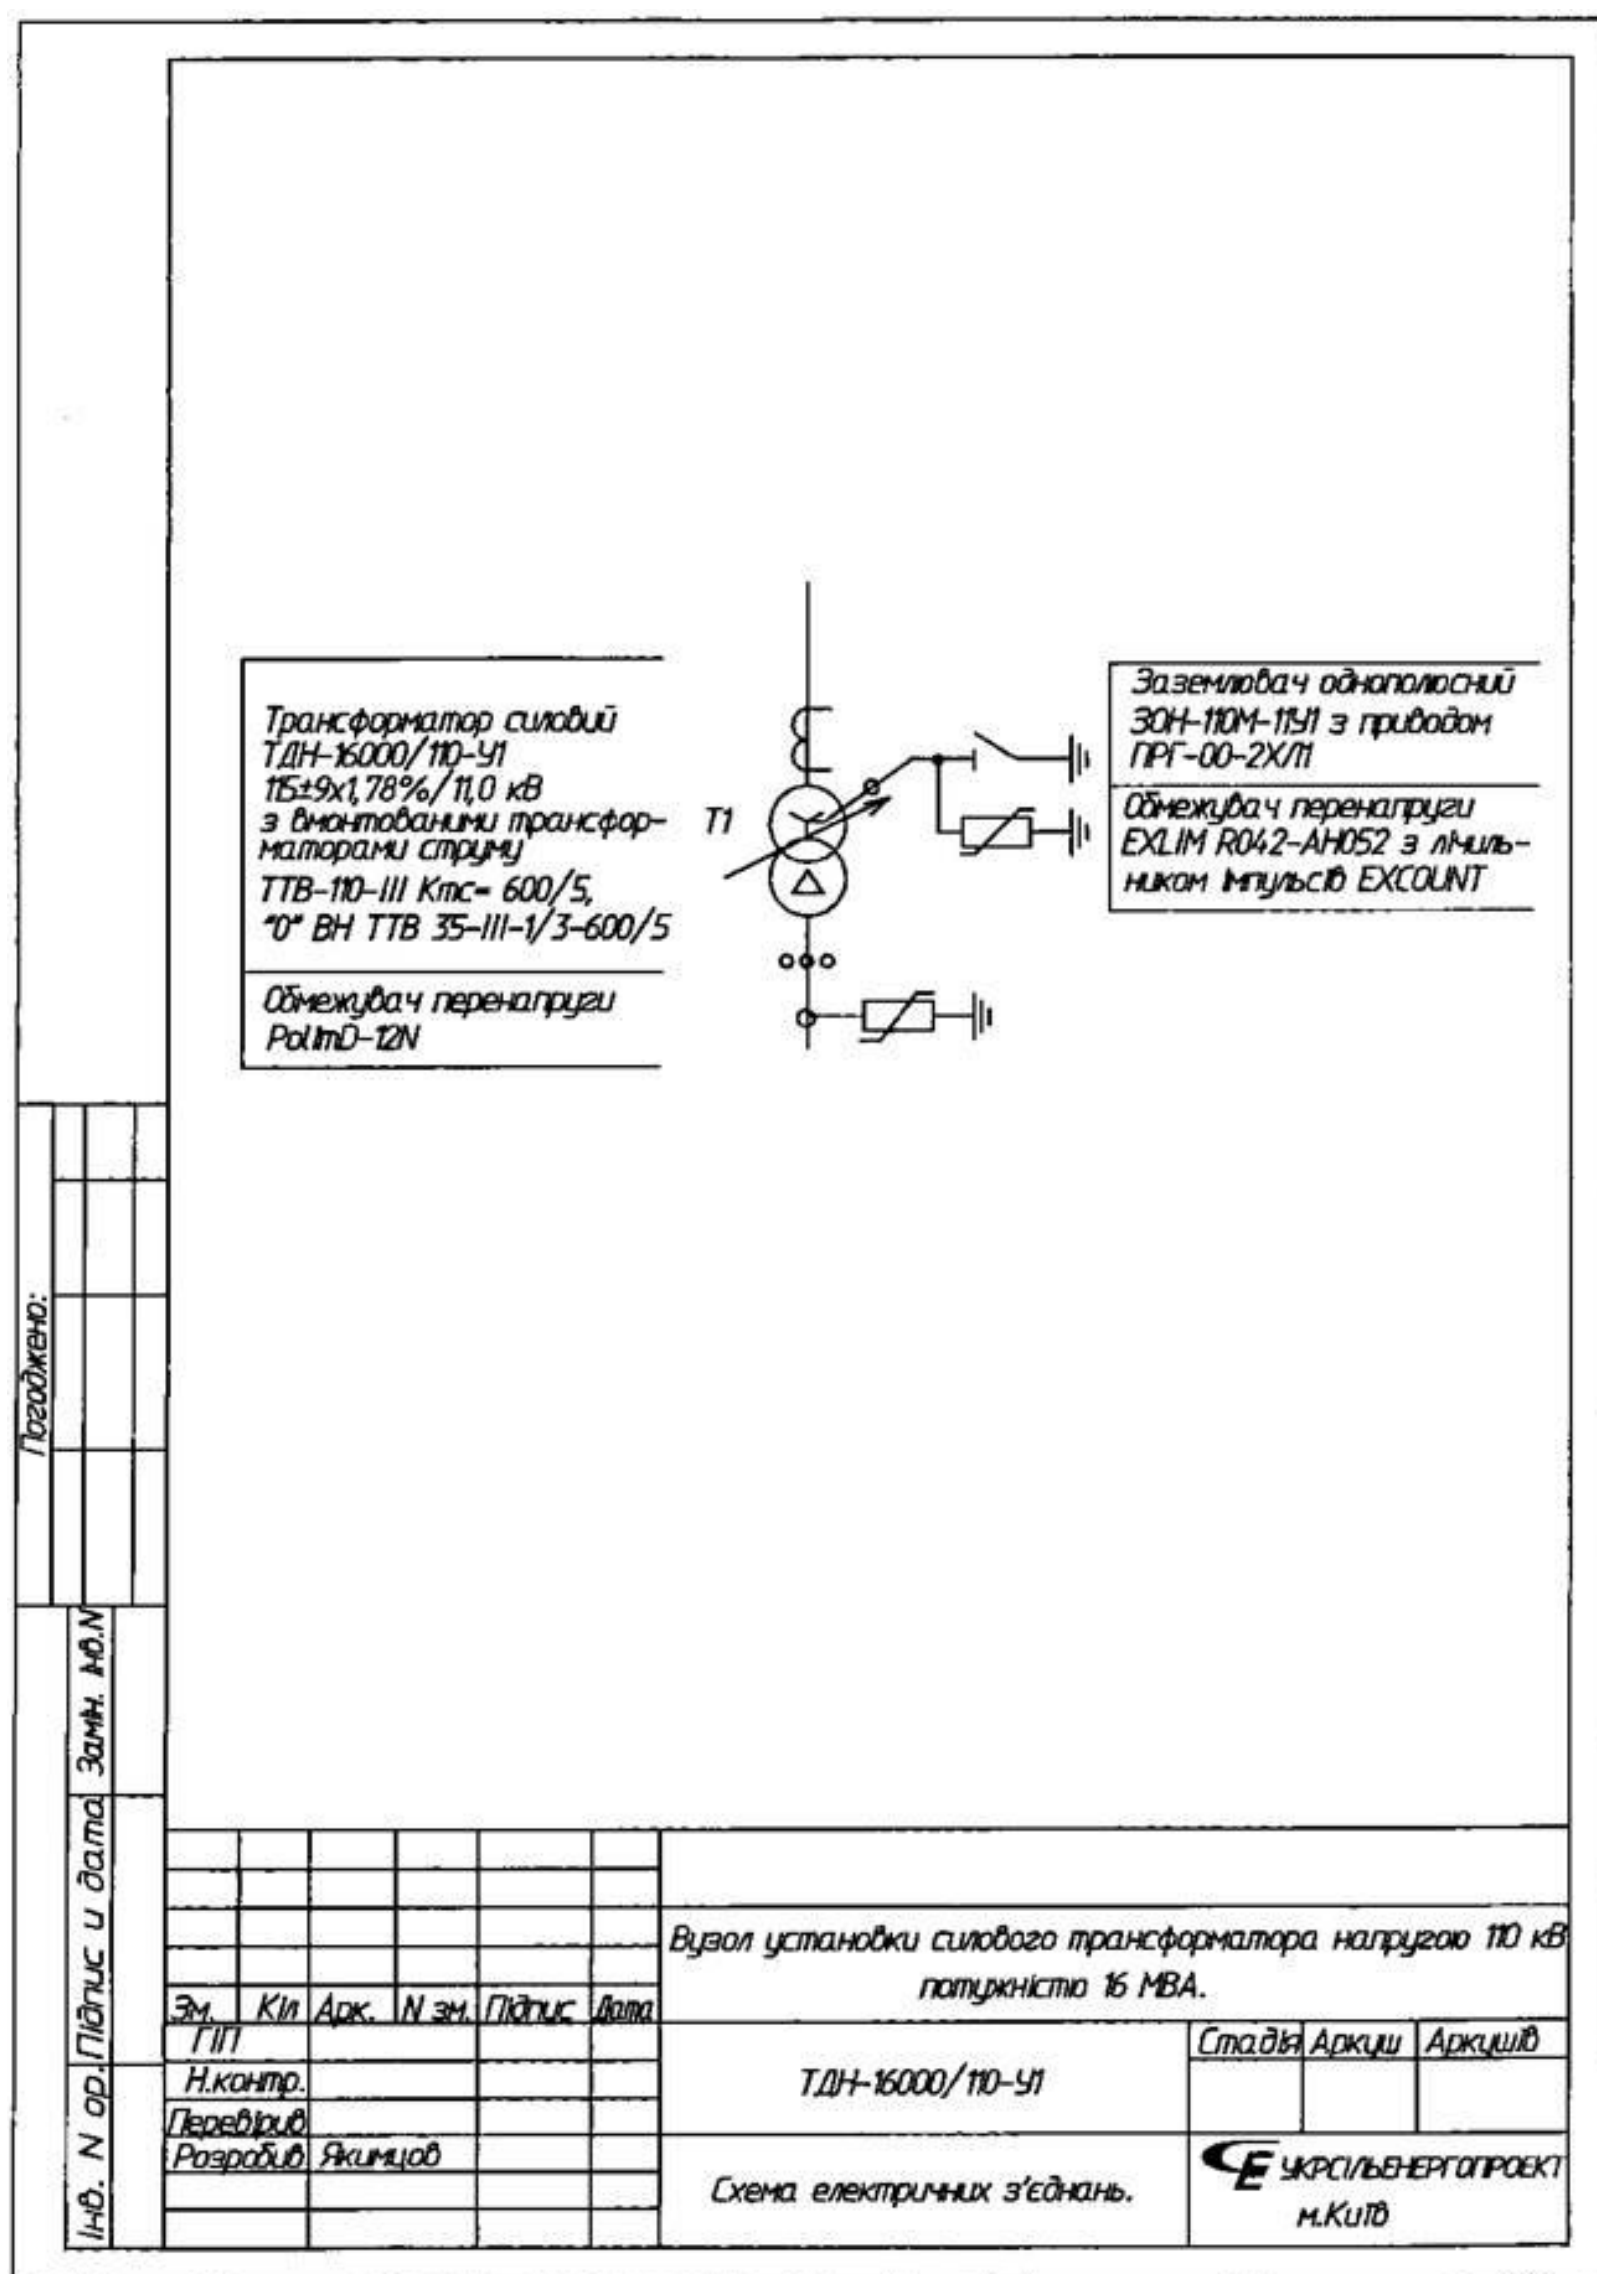 Трансформатор силовий
ТДН-16000/110-У1
115±9х1,78%/11,0 кВ
з вмонтованими трансфор-
маторами струму
ТТВ-110-III Ктс= 600/5,
"0" ВН ТТВ 35-III-1/3-600/5
Обмежувач перенапруги
PolimD-12N
Т1
Заземлювач однополюсний
ЗОН-110М-11У1 з приводом
ПРГ-00-2ХЛ1
Обмежувач перенапруги
EXLIM R042-AH052 з лічиль-
ником імпульсів EXCOUNT
Погоджено:
Замін. інв.N
Підпис и дата
Інв. N ор.
Вузол установки силового трансформатора напругою 110 кВ
потужністю 16 МВА.
Зм. Кіл Арк. N зм. Підпис Дата
ГІП
Н.контр.
Перевірив
Розробив Якимцов
ТДН-16000/110-У1
Стадія Аркуш Аркушів
Схема електричних з'єднань.
СЕ УКРСІЛЬЕНЕРГОПРОЕКТ
м.Київ